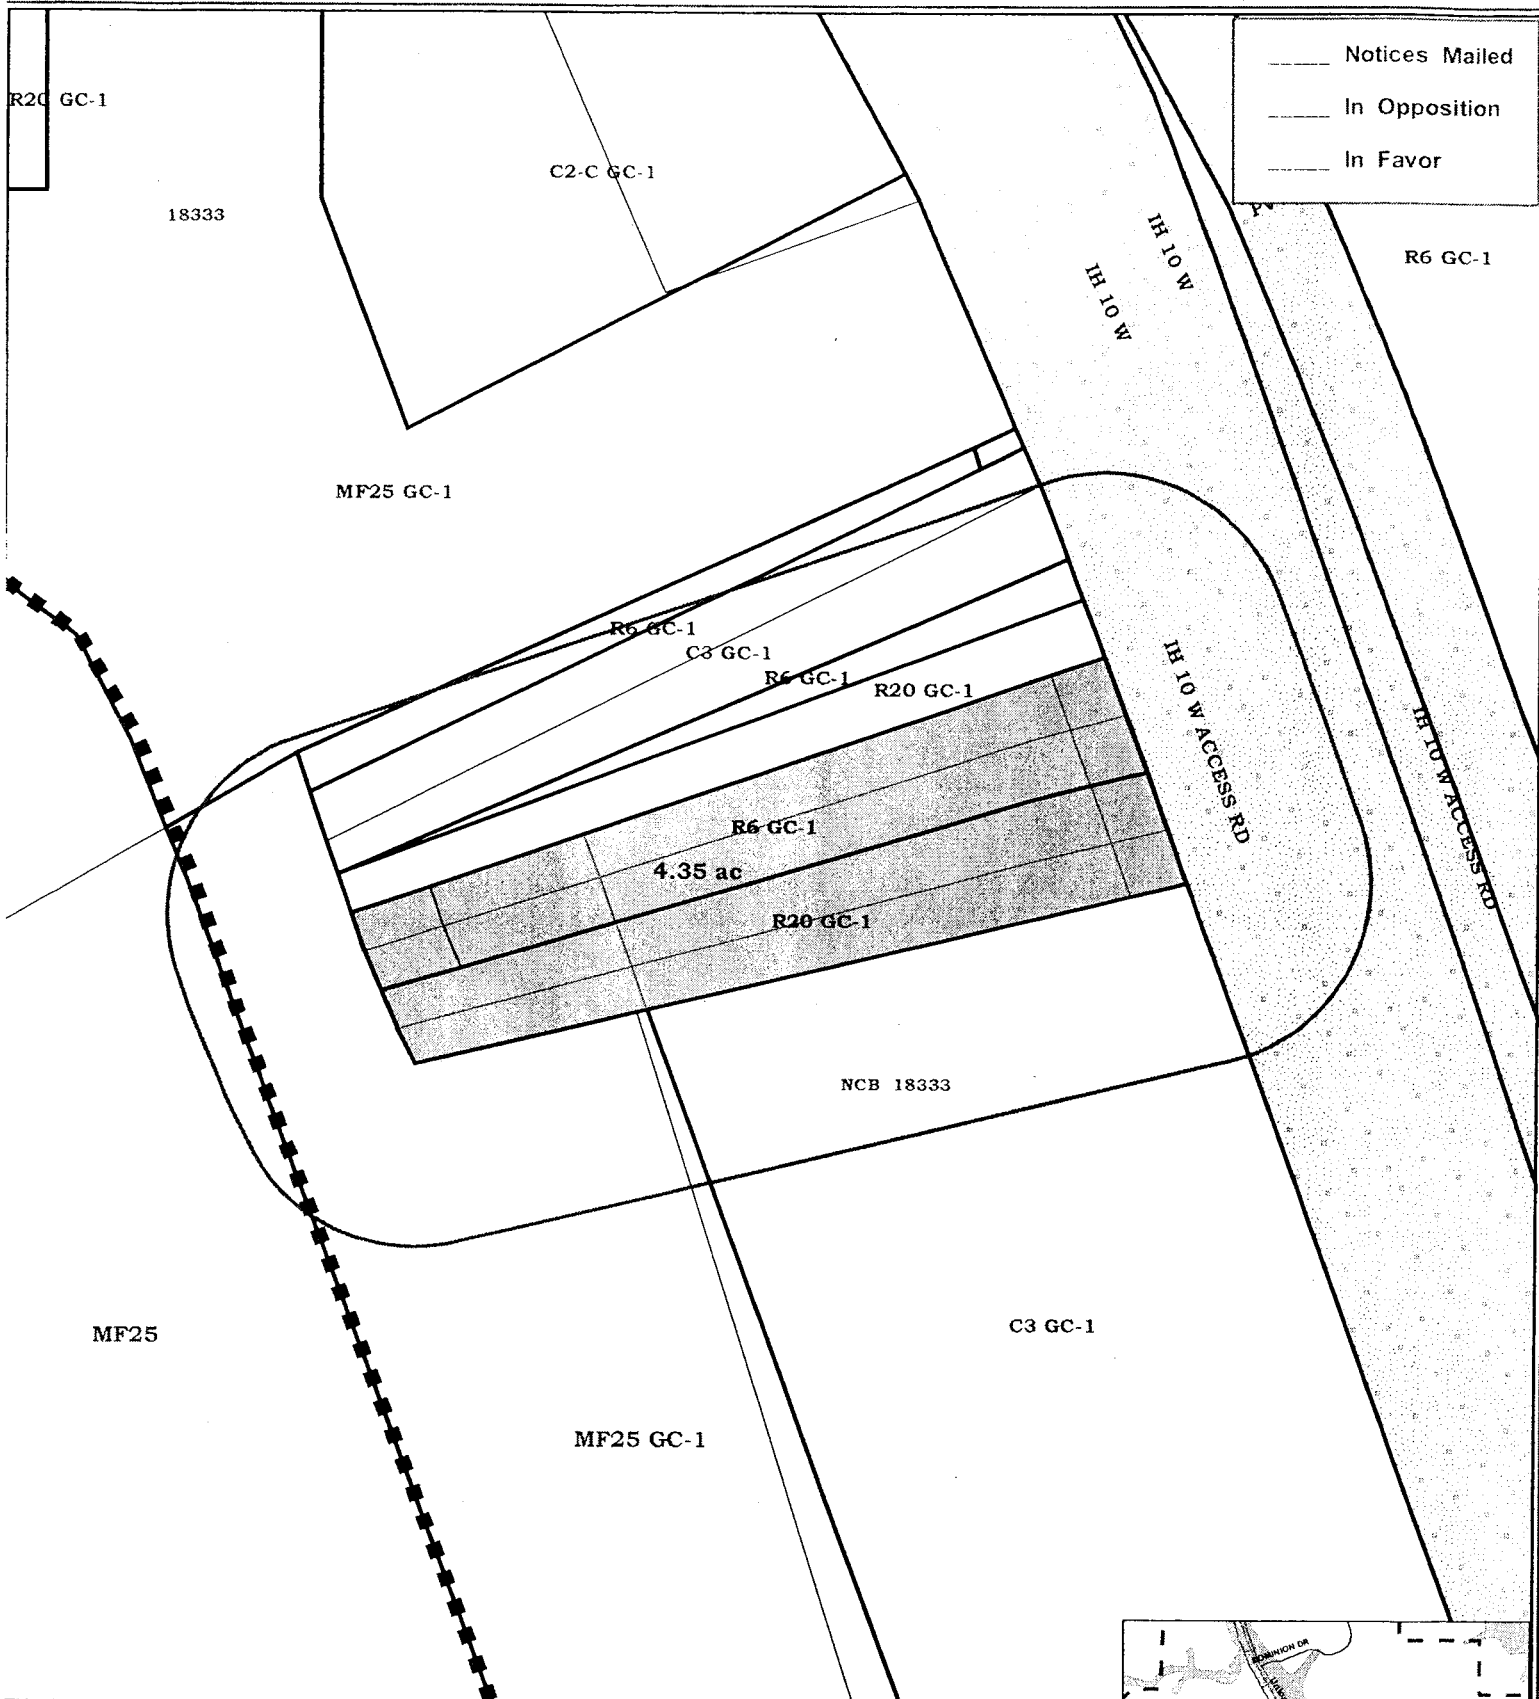 Notices Mailed
In Opposition
In Favor
R20 GC-1
C2-C GC-1
18333
IH 10 W
IH 10 W
R6 GC-1
MF25 GC-1
R6 GC-1
C3 GC-1
R6 GC-1
R20 GC-1
IH 10 W ACCESS RD
IH 10 W ACCESS RD
R6 GC-1
4.35 ac
R20 GC-1
NCB 18333
MF25
C3 GC-1
MF25 GC-1
DOMINION DR